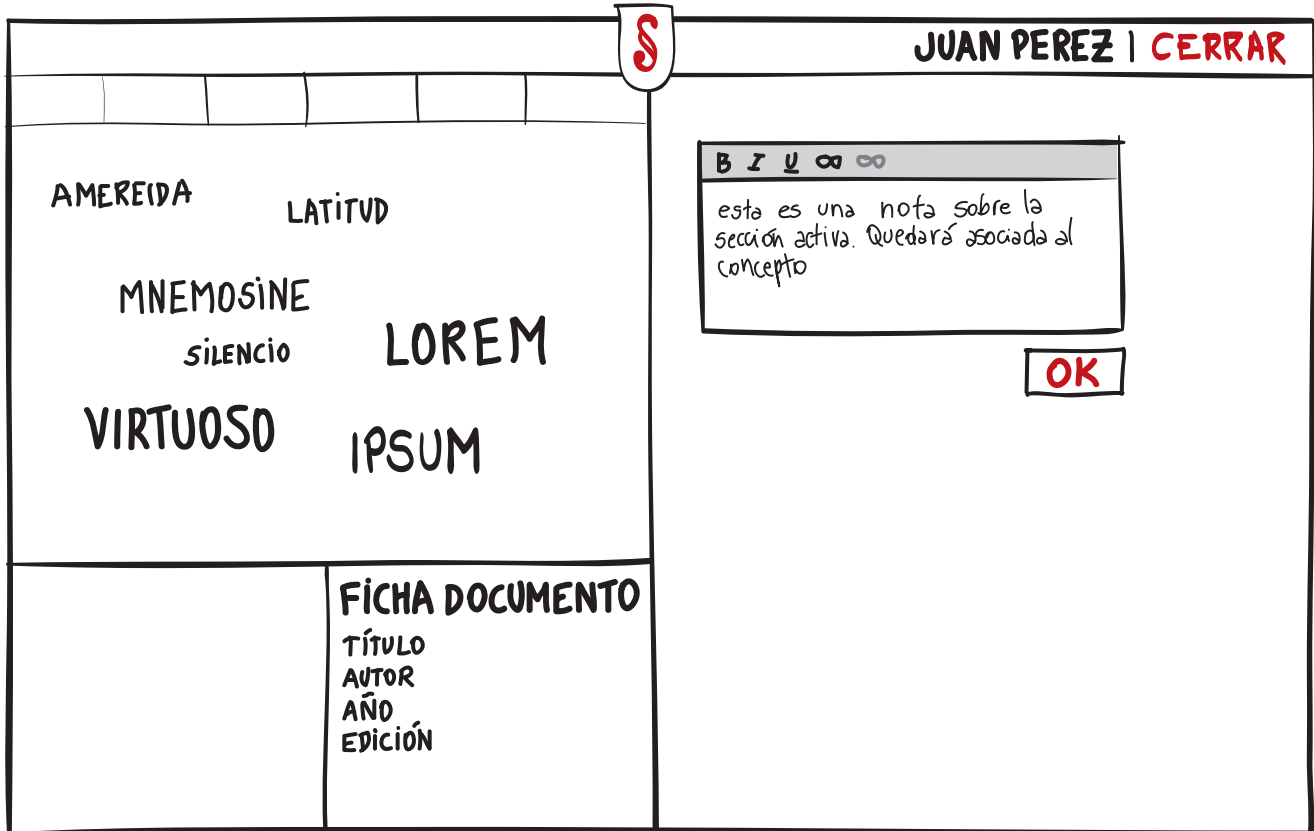 §
JUAN PEREZ | CERRAR
AMEREIDA
LATiTUD
MNEMOSiNE
SiLENCiO
LOREM
VIRTUOSO
IPSUM
FiCHA DOCUMENTO
TÍTULO
AUTOR
AÑO
EDiCIÓN
B I U ∞ ∞
esta es una nota sobre la
sección activa. Quedará asociada al
concepto
OK